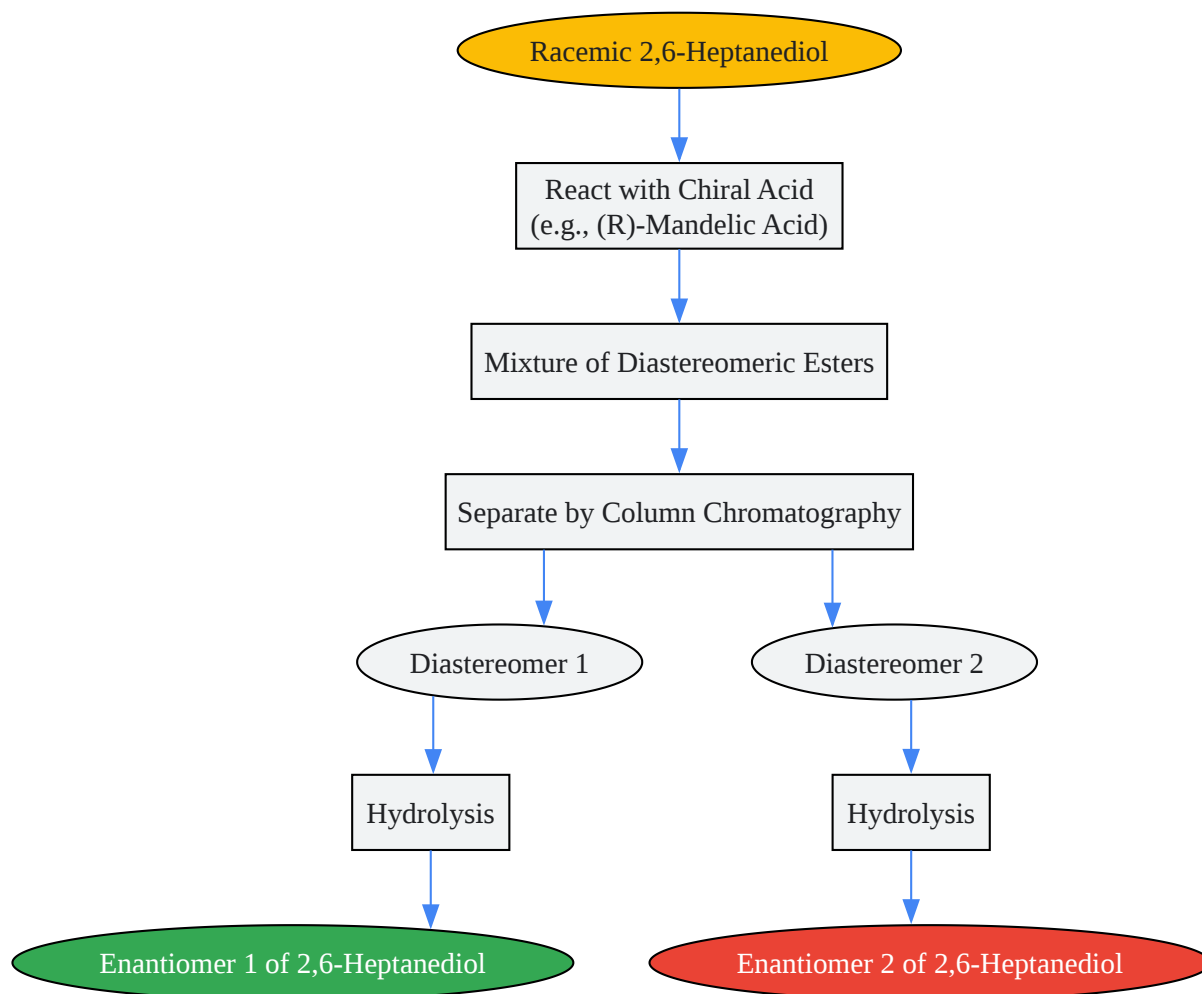 Racemic 2,6-Heptanediol
React with Chiral Acid
(e.g., (R)-Mandelic Acid)
Mixture of Diastereomeric Esters
Separate by Column Chromatography
Diastereomer 1
Diastereomer 2
Hydrolysis
Hydrolysis
Enantiomer 1 of 2,6-Heptanediol
Enantiomer 2 of 2,6-Heptanediol